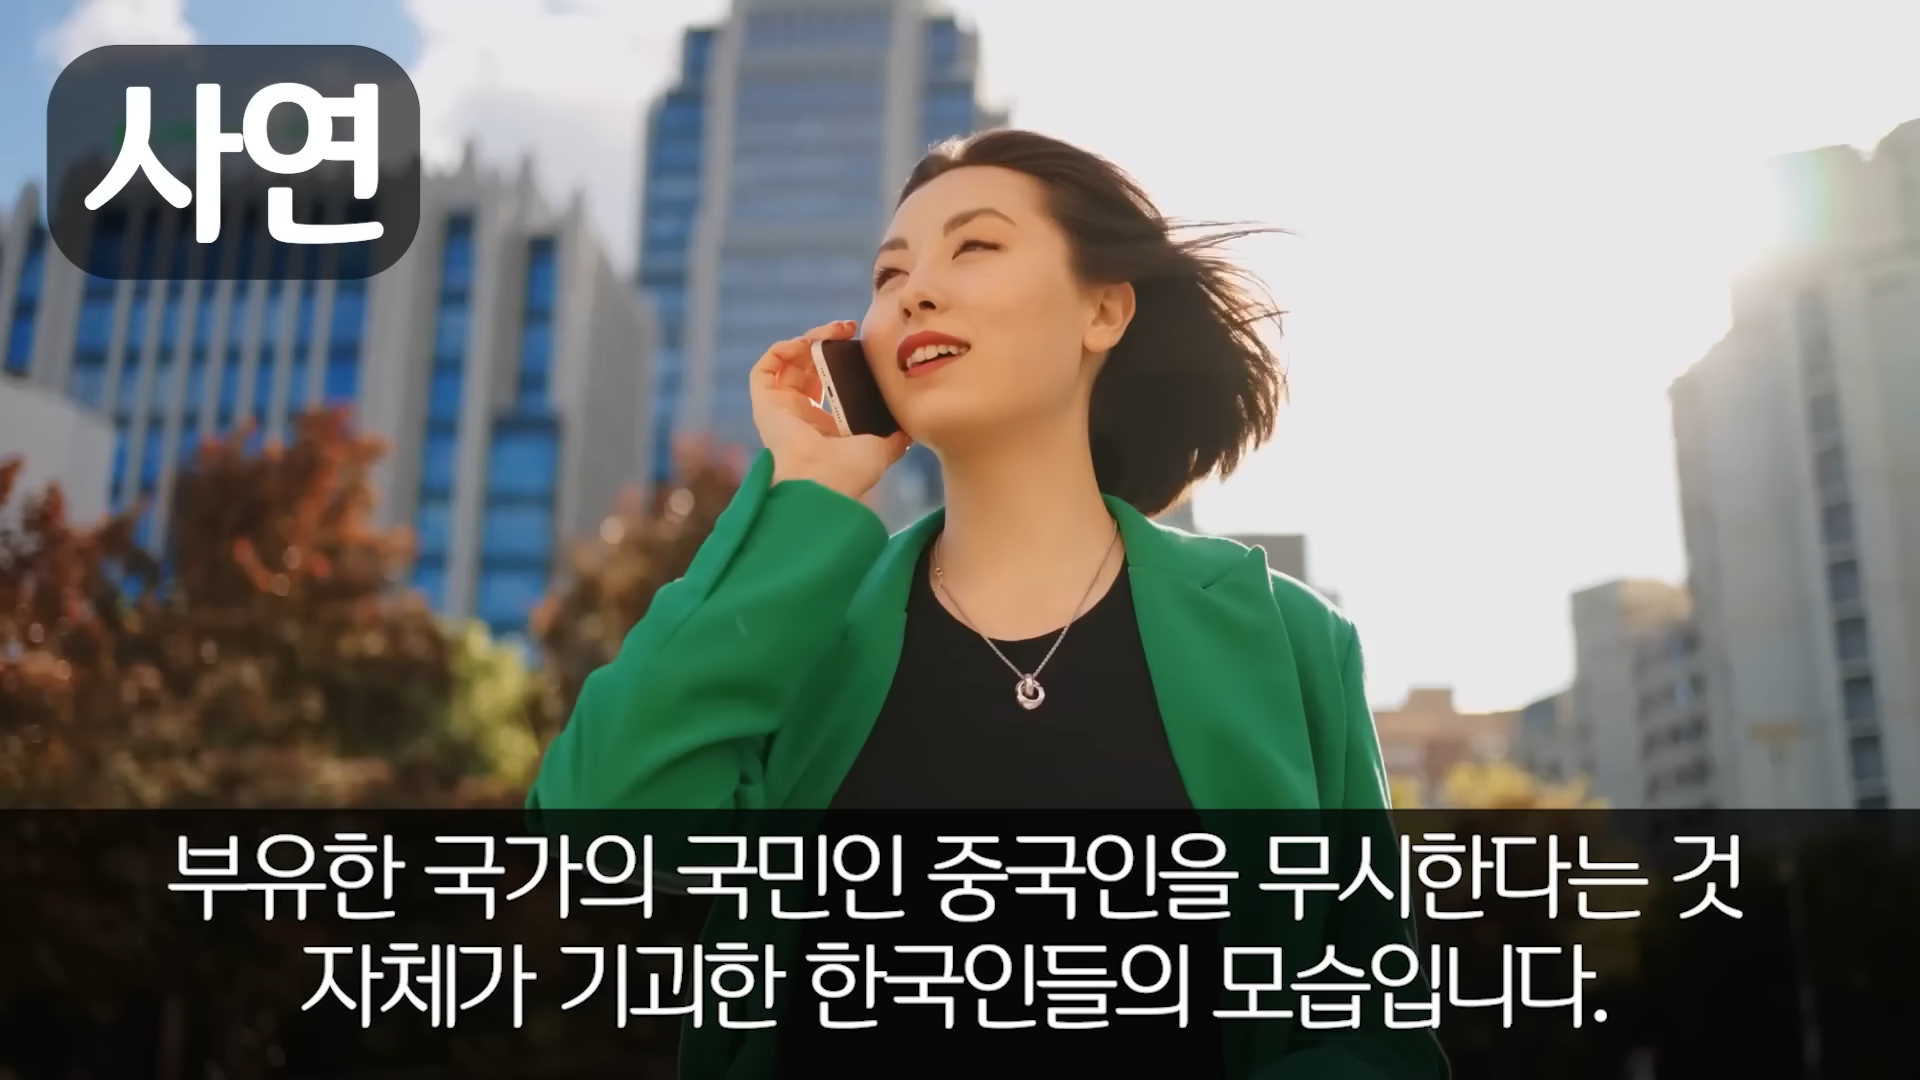 사연
부유한 국가의 국민인 중국인을 무시한다는 것
자체가 기괴한 한국인들의 모습입니다.